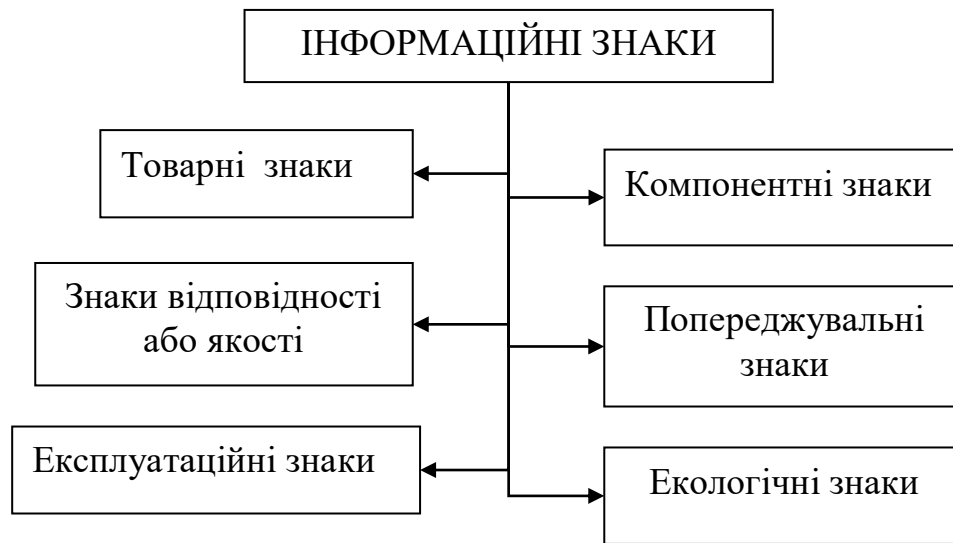 ІНФОРМАЦІЙНІ ЗНАКИ
Товарні знаки
Компонентні знаки
Знаки відповідності
або якості
Попереджувальні
знаки
Експлуатаційні знаки
Екологічні знаки